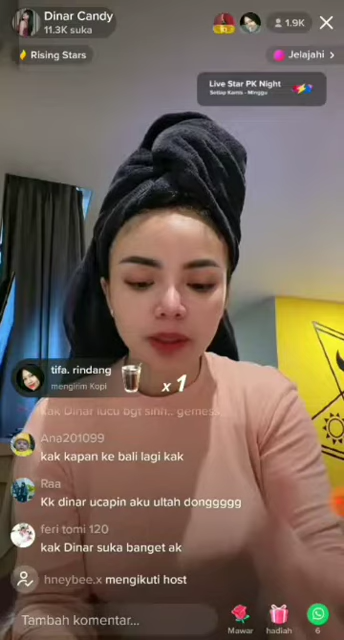 Dinar Candy
11.3K suka
1.9K
Rising Stars
Jelajahi >
Live Star PK Night
Setiap Kamis - Minggu
tifa. rindang
mengirim Kopi
x 1
kak Dinar lucu bgt sihh.. gemess
Ana201099
kak kapan ke bali lagi kak
Raa
Kk dinar ucapin aku ultah donggggg
feri tomi 120
kak Dinar suka banget ak
hneybee.x mengikuti host
Tambah komentar...
Mawar
hadiah
6